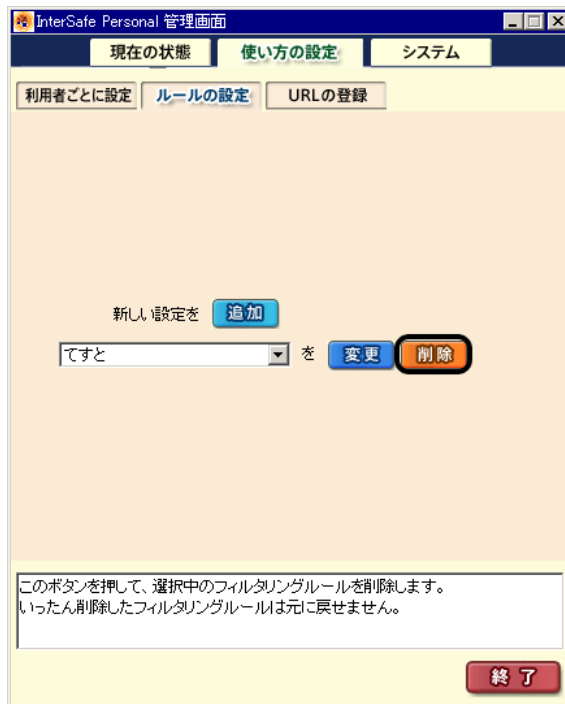 InterSafe Personal 管理画面
現在の状態 使い方の設定 システム
利用者ごとに設定 ルールの設定 URLの登録
新しい設定を 追加
てすと を 変更 削除
このボタンを押して、選択中のフィルタリングルールを削除します。
いったん削除したフィルタリングルールは元に戻せません。
終了